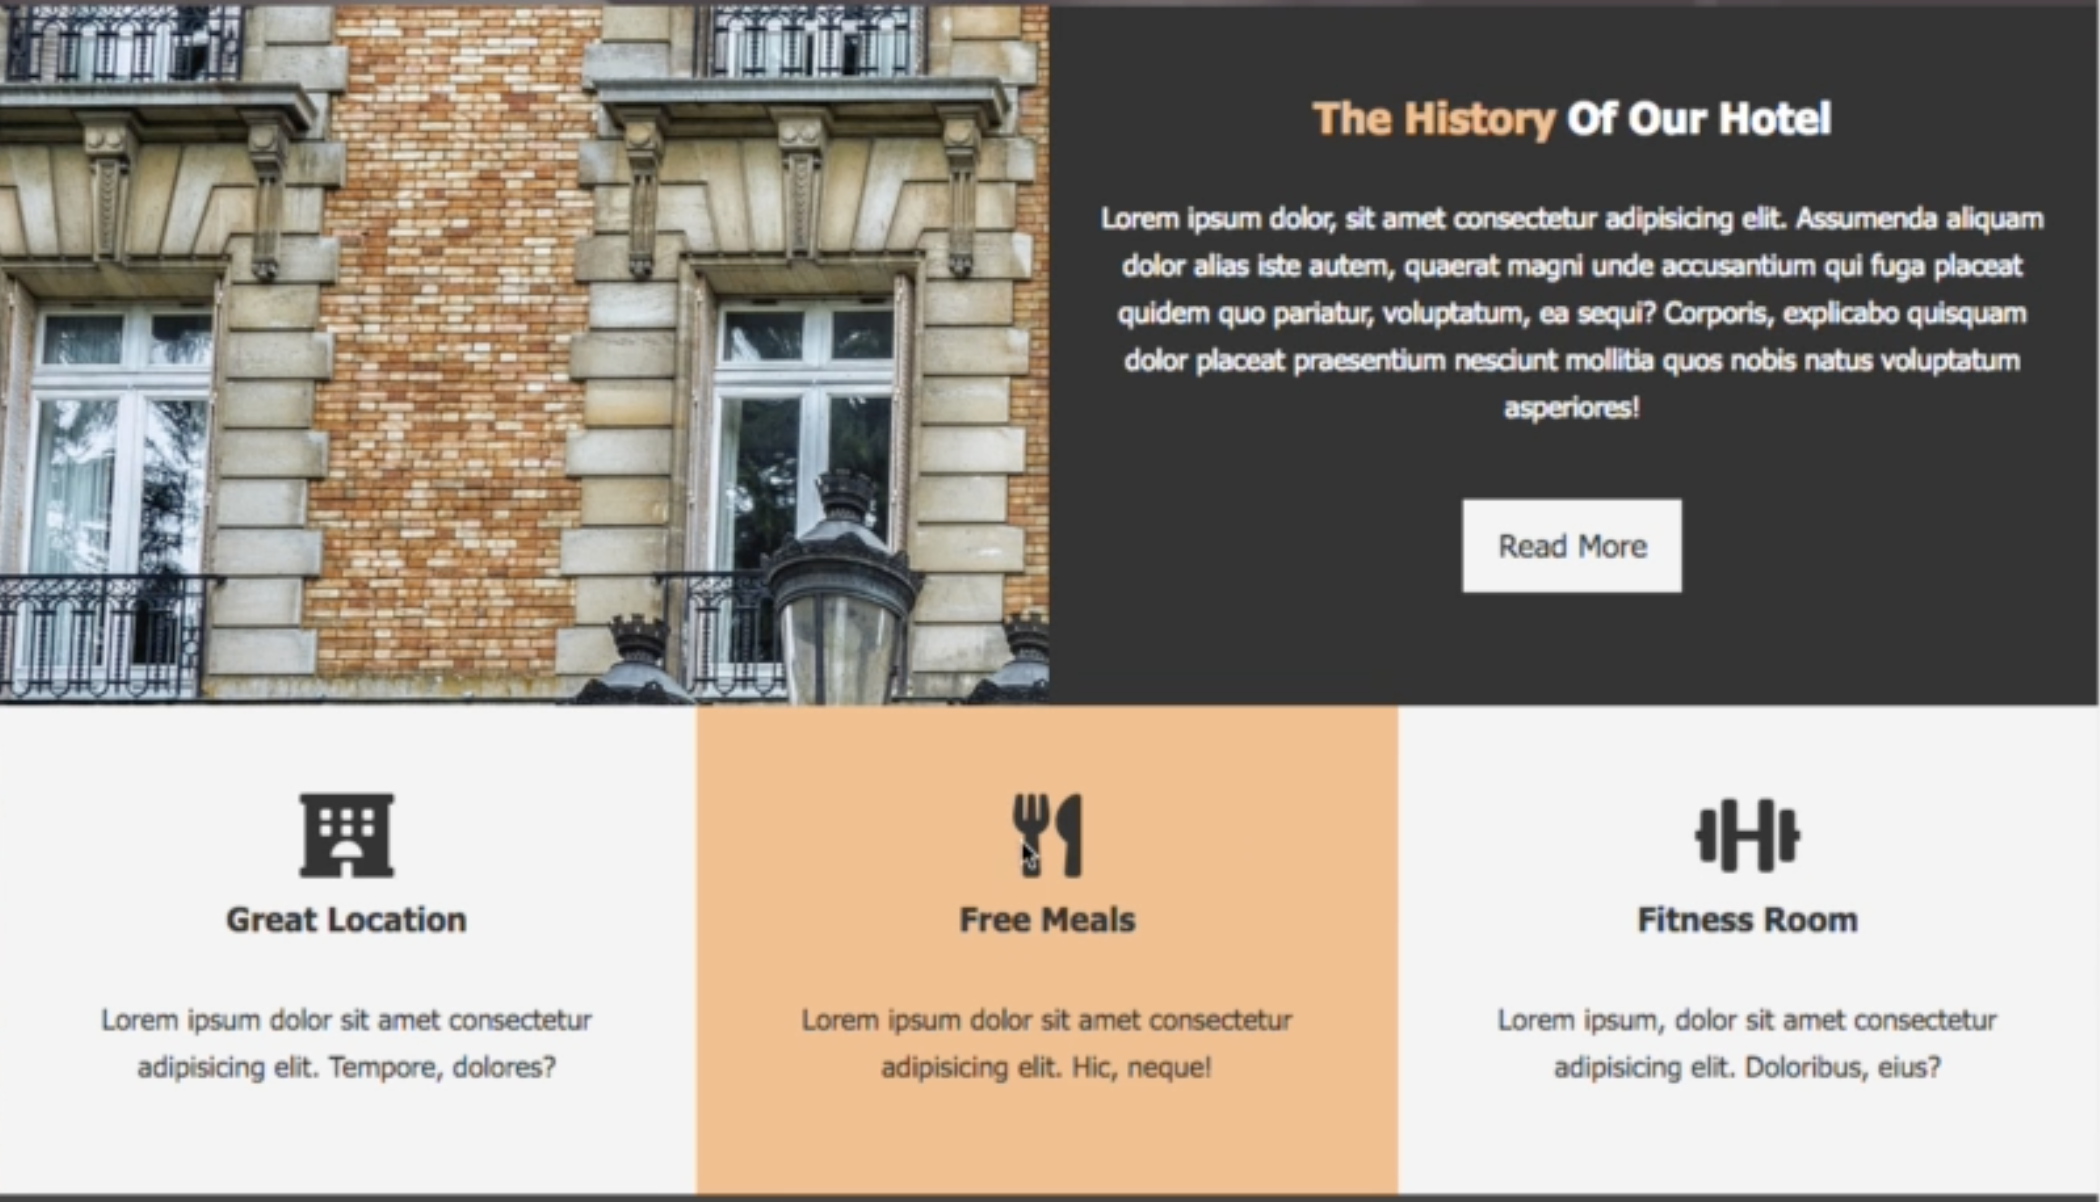 The History Of Our Hotel
Lorem ipsum dolor, sit amet consectetur adipisicing elit. Assumenda aliquam
dolor alias iste autem, quaerat magni unde accusantium qui fuga placeat
quidem quo pariatur, voluptatum, ea sequi? Corporis, explicabo quisquam
dolor placeat praesentium nesciunt mollitia quos nobis natus voluptatum
asperiores!
Read More
Great Location
Lorem ipsum dolor sit amet consectetur
adipisicing elit. Tempore, dolores?
Free Meals
Lorem ipsum dolor sit amet consectetur
adipisicing elit. Hic, neque!
Fitness Room
Lorem ipsum, dolor sit amet consectetur
adipisicing elit. Doloribus, eius?